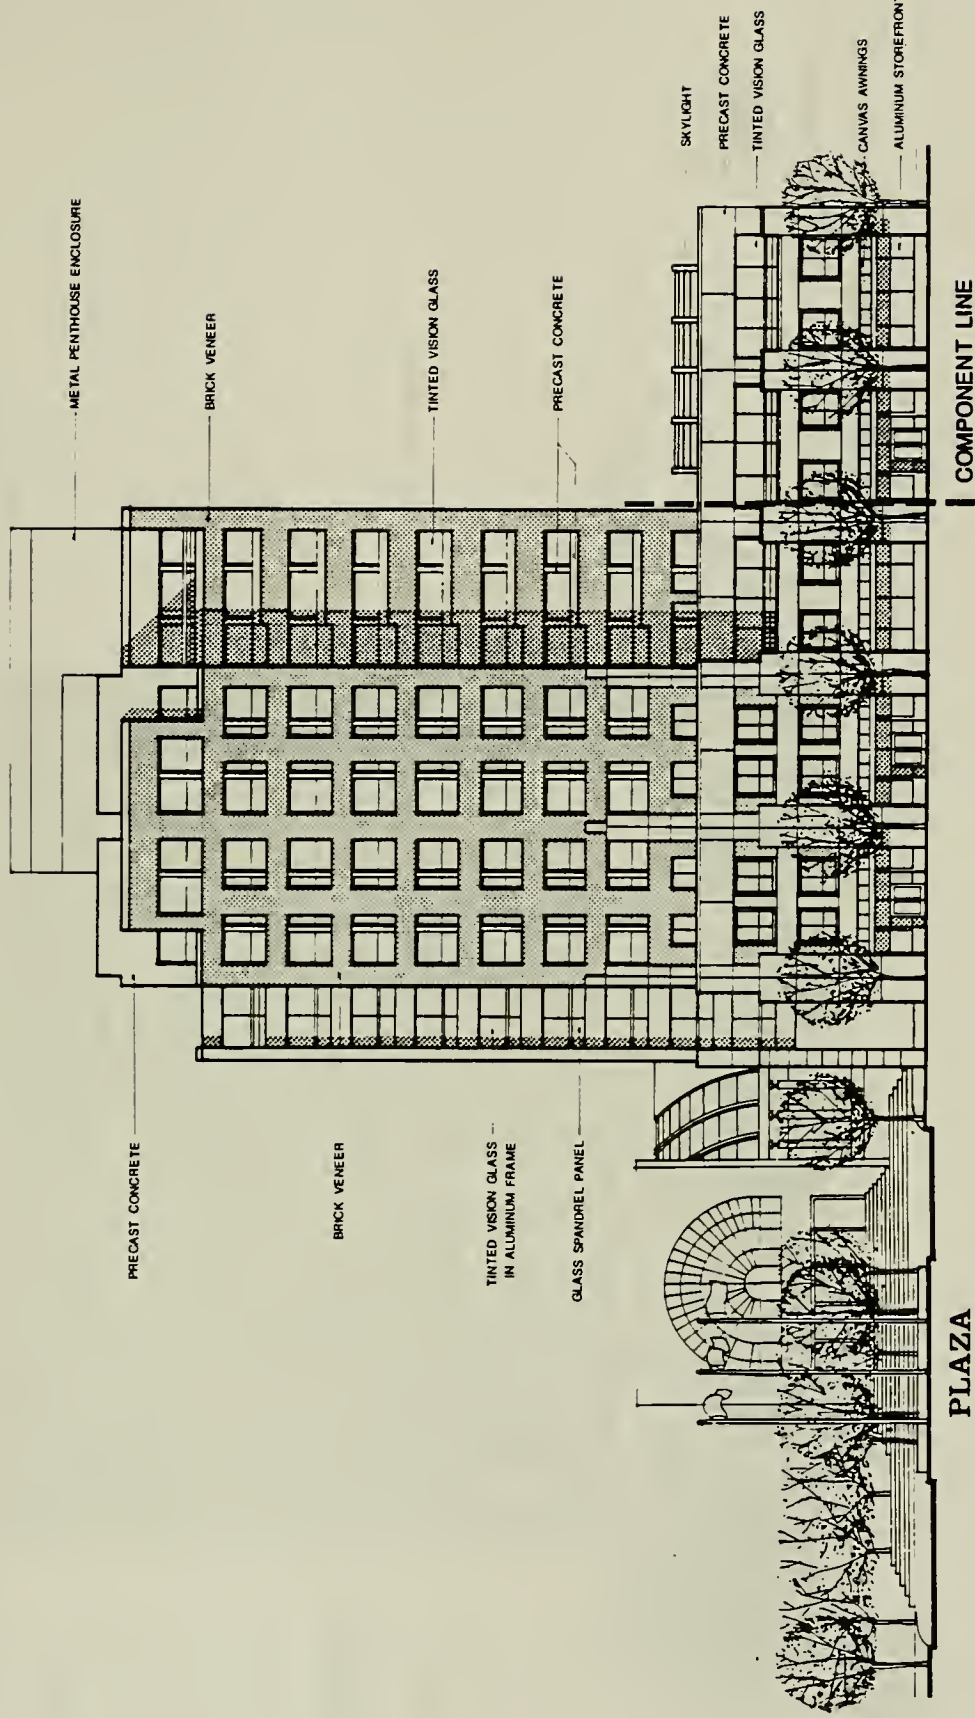 METAL PENTHOUSE ENCLOSURE
BRICK VENEER
TINTED VISION GLASS
PRECAST CONCRETE
SKYLIGHT
PRECAST CONCRETE
TINTED VISION GLASS
CANVAS AWNINGS
ALUMINUM STOREFRON
PRECAST CONCRETE
BRICK VENEER
TINTED VISION GLASS
IN ALUMINUM FRAME
GLASS SPANDREL PANEL
PLAZA
COMPONENT LINE